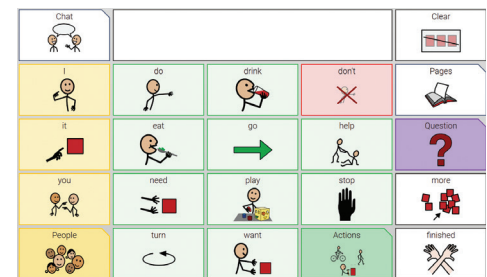 Chat
Clear
I
do
drink
don't
Pages
it
eat
go
help
Question
you
need
play
stop
more
People
turn
want
Actions
finished